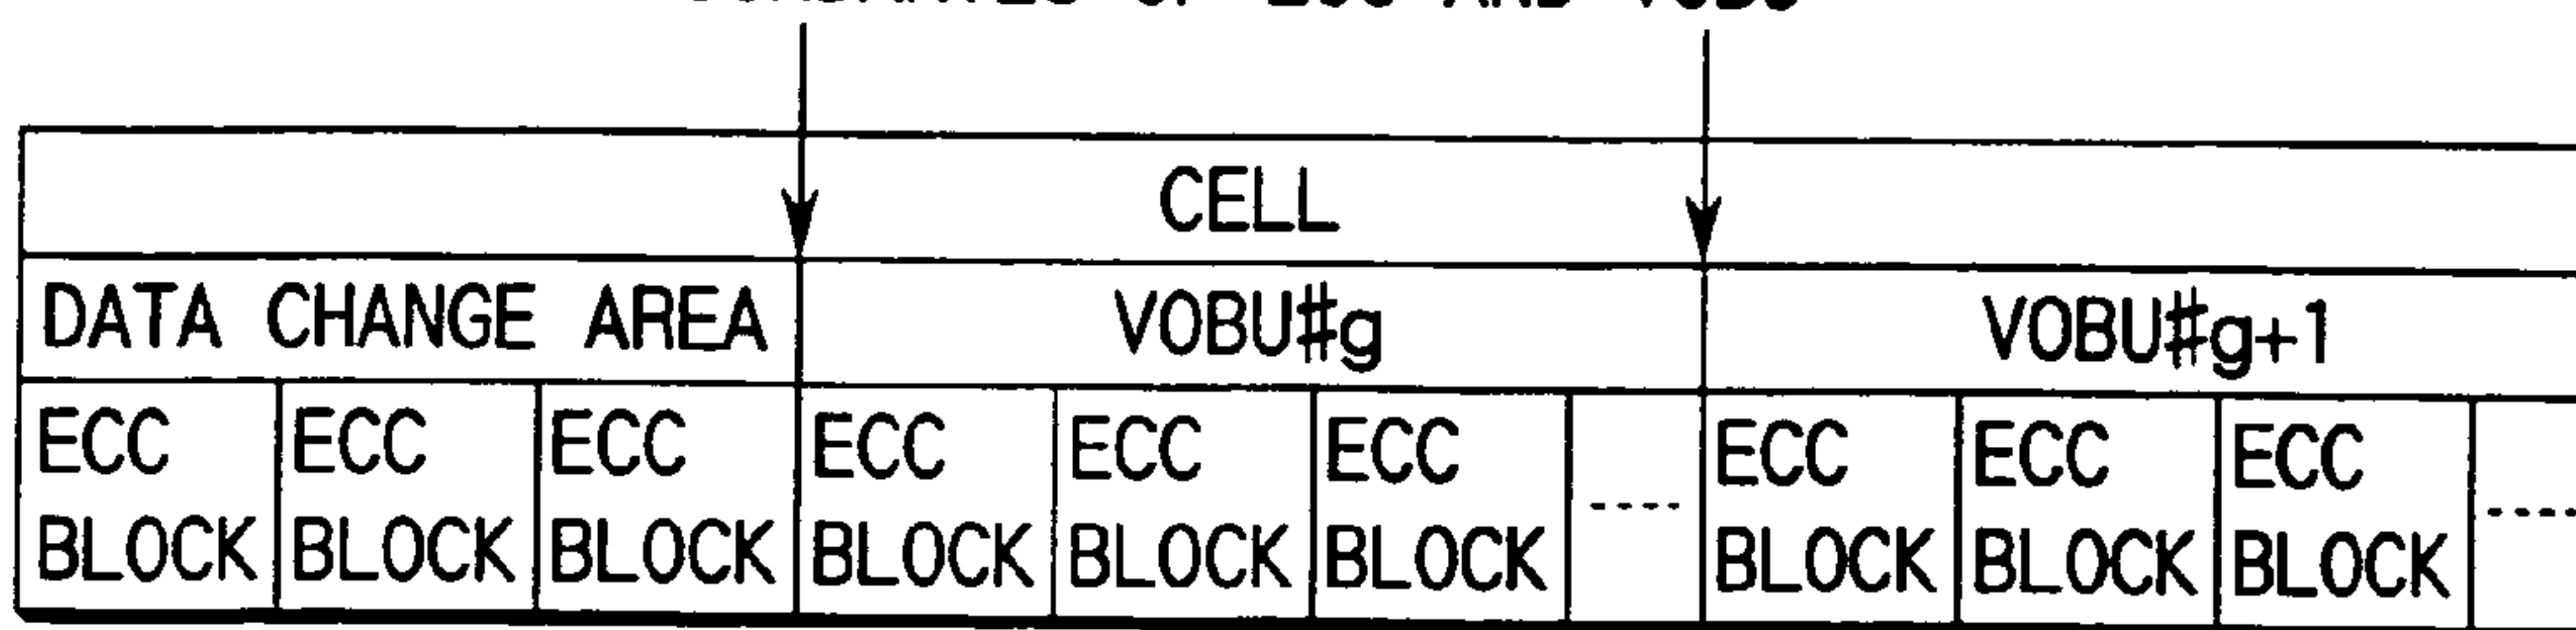 AND
CELL
DATA CHANGE AREA VOBU#g VOBU#g+1
ECC ECC ECC ECC ECC ECC ECC ECC ECC
BLOCK BLOCK BLOCK BLOCK BLOCK BLOCK ---- BLOCK BLOCK BLOCK ----